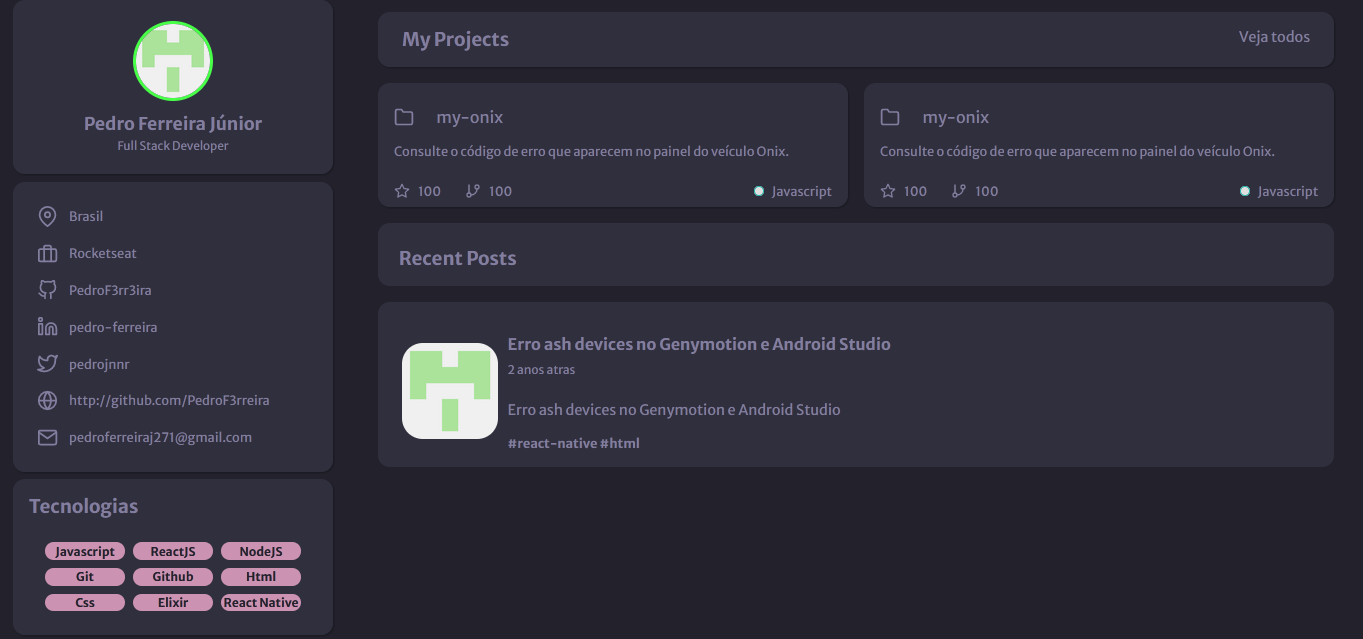 Pedro Ferreira Júnior
Full Stack Developer
Brasil
Rocketseat
PedroF3rr3ira
pedro-ferreira
pedrojnnr
http://github.com/PedroF3rreira
pedroferreiraj271@gmail.com
Tecnologias
Javascript ReactJS NodeJS
Git Github Html
Css Elixir React Native
My Projects Veja todos
my-onix
Consulte o código de erro que aparecem no painel do veículo Onix.
100 100 Javascript
my-onix
Consulte o código de erro que aparecem no painel do veículo Onix.
100 100 Javascript
Recent Posts
Erro ash devices no Genymotion e Android Studio
2 anos atras
Erro ash devices no Genymotion e Android Studio
#react-native #html